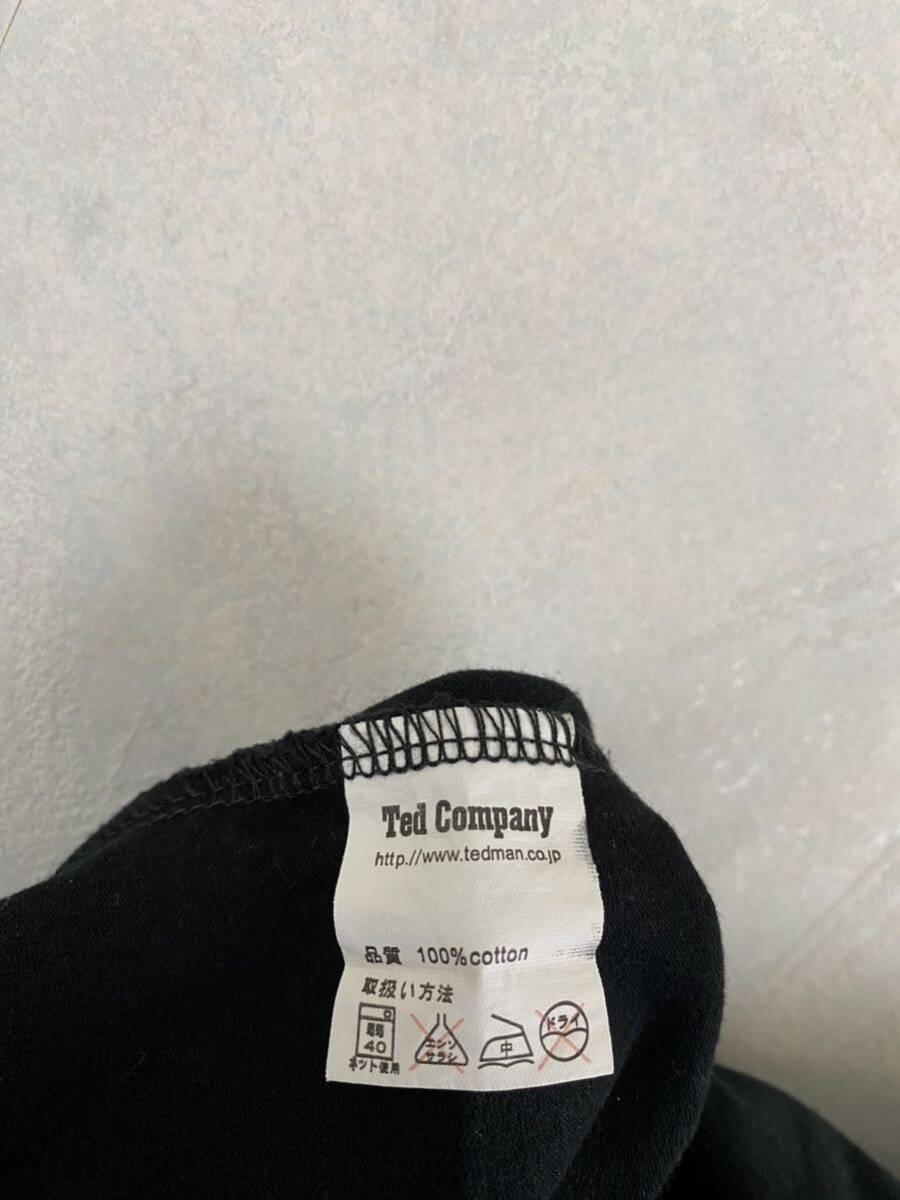 Ted Company
http://www.tedman.co.jp
品質 100%cotton
取扱い方法
40 エンソ サラシ 中 ドライ
ネット使用